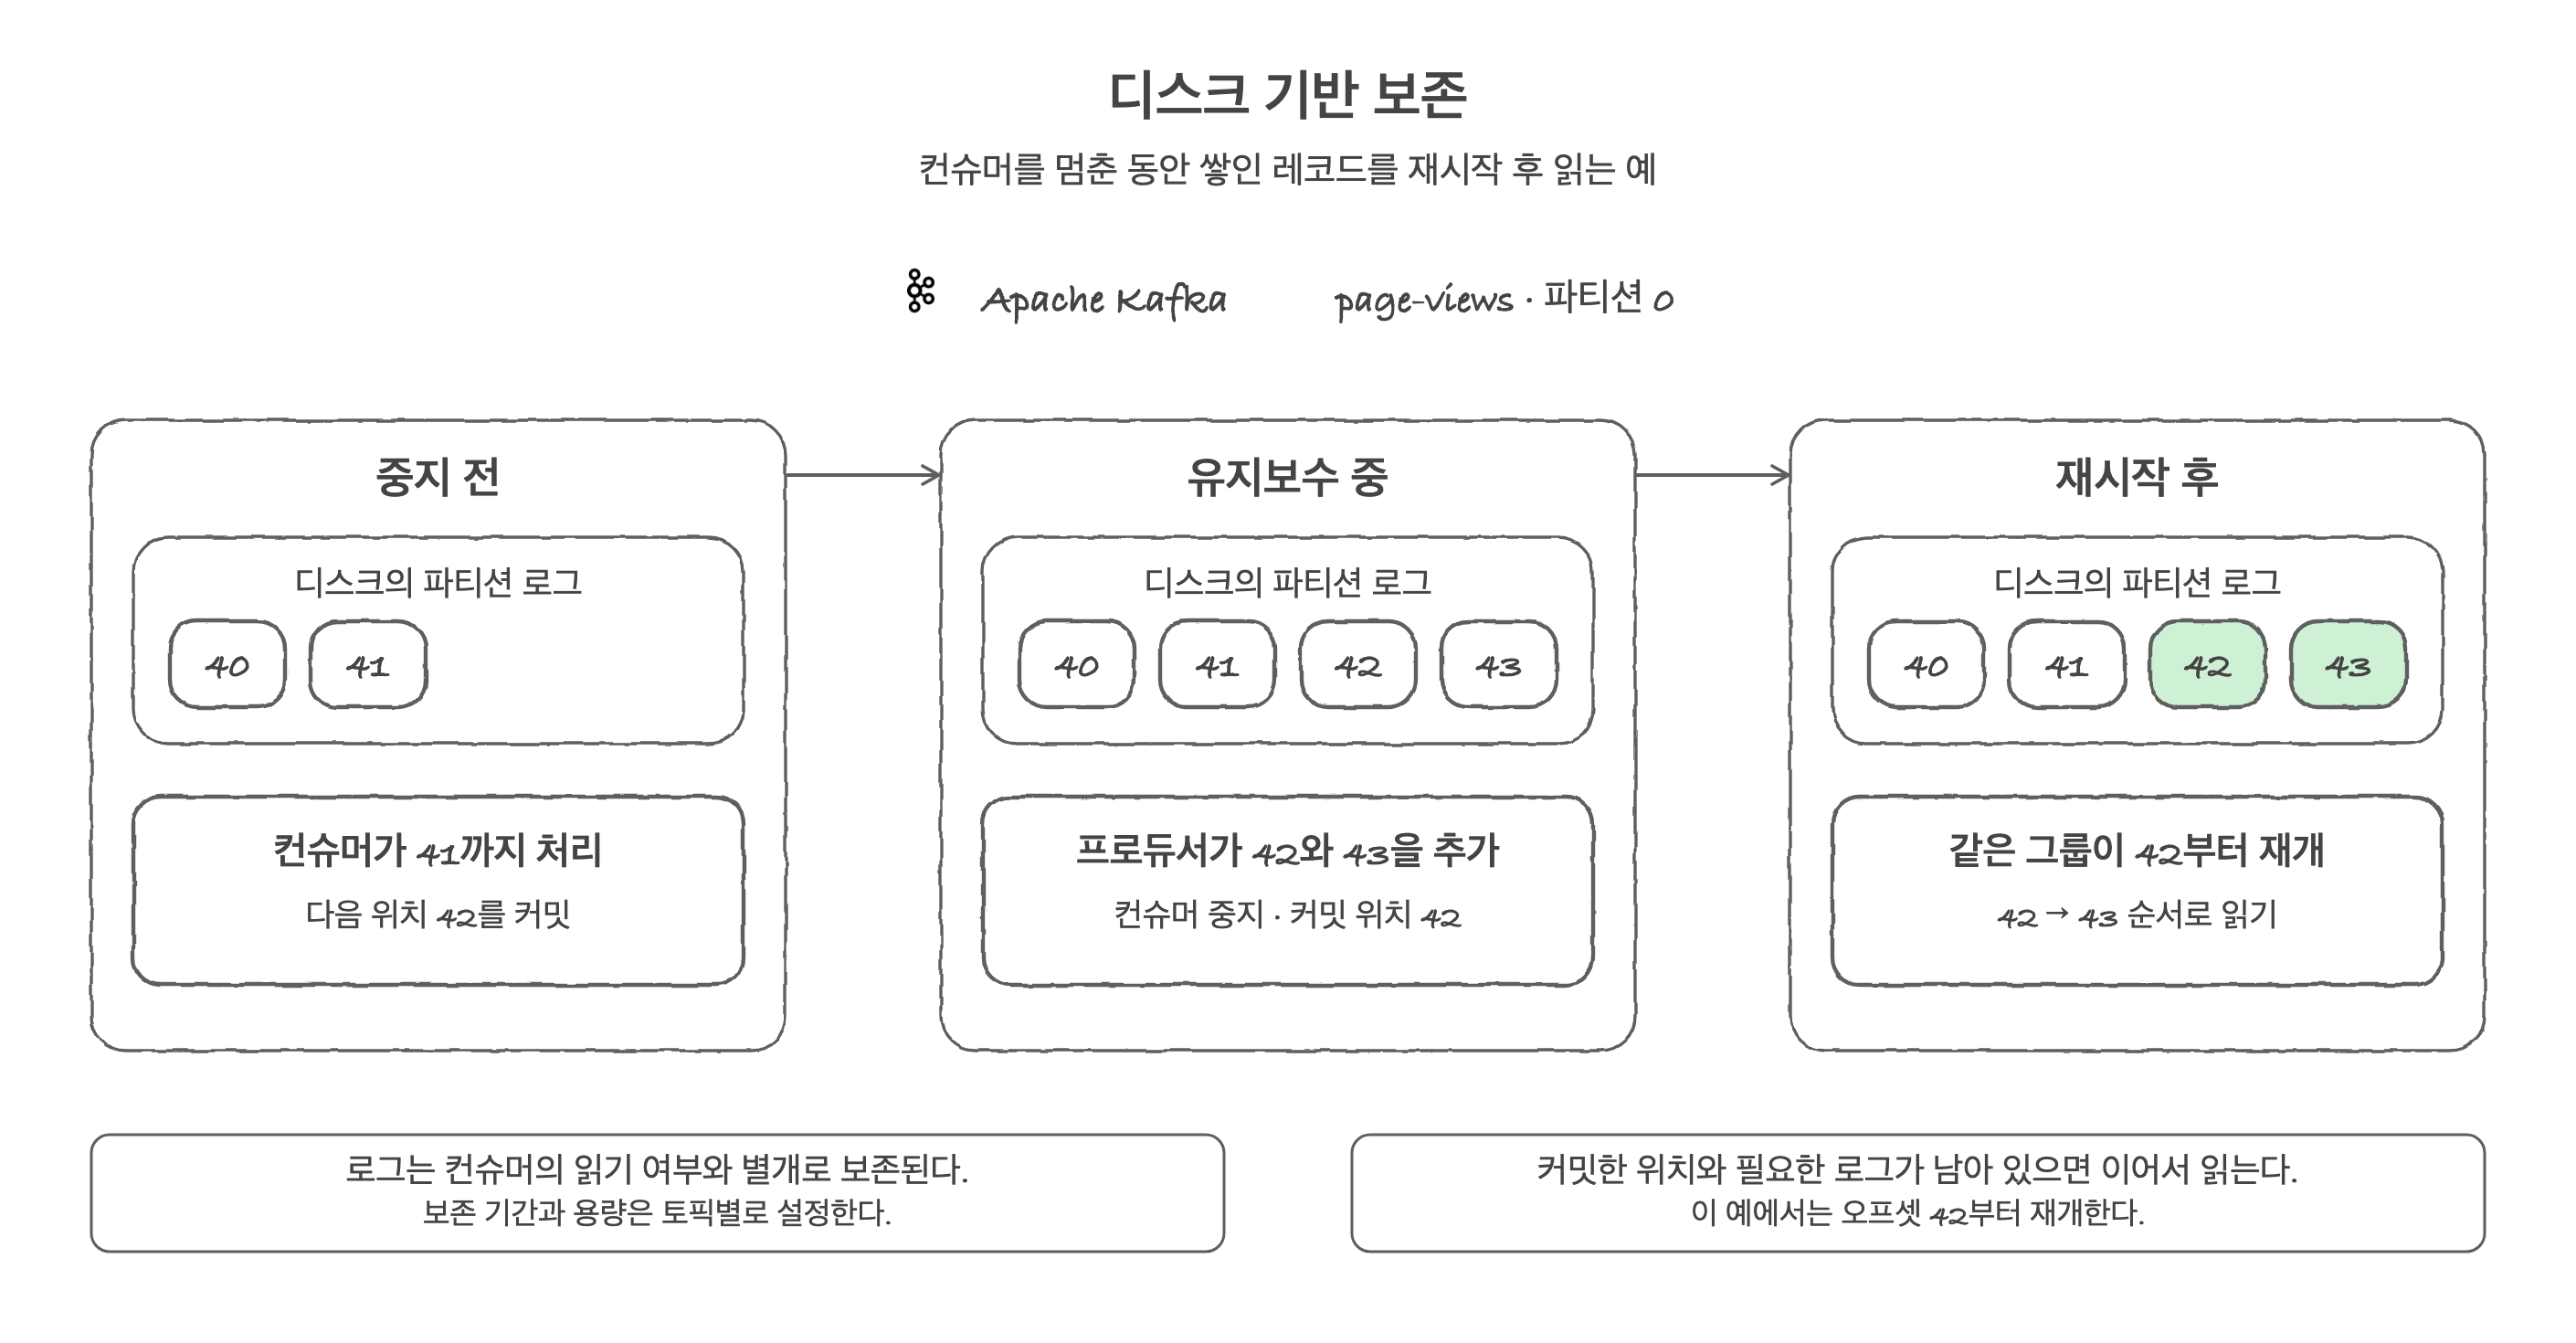 디스크 기반 보존
컨슈머를 멈춘 동안 쌓인 레코드를 재시작 후 읽는 예
Apache Kafka
page-views · 파티션 0
중지 전
디스크의 파티션 로그
40
41
컨슈머가 41까지 처리
다음 위치 42를 커밋
유지보수 중
디스크의 파티션 로그
40
41
42
43
프로듀서가 42와 43을 추가
컨슈머 중지 · 커밋 위치 42
재시작 후
디스크의 파티션 로그
40
41
42
43
같은 그룹이 42부터 재개
42 → 43 순서로 읽기
로그는 컨슈머의 읽기 여부와 별개로 보존된다.
보존 기간과 용량은 토픽별로 설정한다.
커밋한 위치와 필요한 로그가 남아 있으면 이어서 읽는다.
이 예에서는 오프셋 42부터 재개한다.